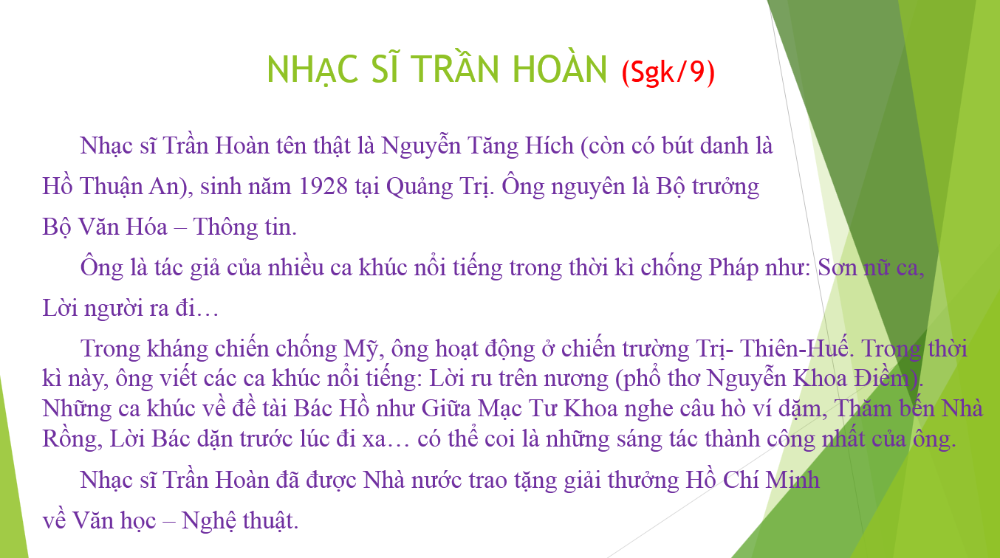 NHẠC SĨ TRẦN HOÀN (Sgk/9)
Nhạc sĩ Trần Hoàn tên thật là Nguyễn Tăng Hích (còn có bút danh là
Hồ Thuận An), sinh năm 1928 tại Quảng Trị. Ông nguyên là Bộ trưởng
Bộ Văn Hóa – Thông tin.
Ông là tác giả của nhiều ca khúc nổi tiếng trong thời kì chống Pháp như: Sơn nữ ca,
Lời người ra đi…
Trong kháng chiến chống Mỹ, ông hoạt động ở chiến trường Trị- Thiên-Huế. Trong thời
kì này, ông viết các ca khúc nổi tiếng: Lời ru trên nương (phổ thơ Nguyễn Khoa Điềm).
Những ca khúc về đề tài Bác Hồ như Giữa Mạc Tư Khoa nghe câu hò ví dặm, Thăm bến Nhà
Rồng, Lời Bác dặn trước lúc đi xa… có thể coi là những sáng tác thành công nhất của ông.
Nhạc sĩ Trần Hoàn đã được Nhà nước trao tặng giải thưởng Hồ Chí Minh
về Văn học – Nghệ thuật.